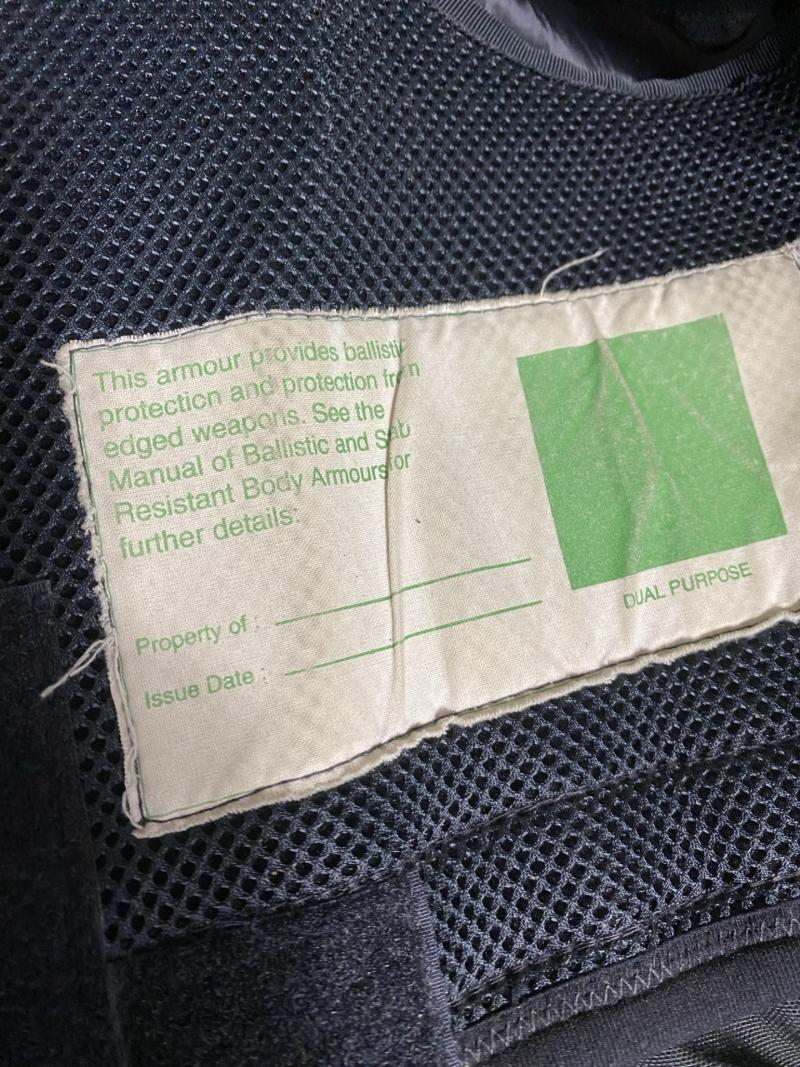 This armour provides ballistic
protection and protection from
edged weapons. See the
Manual of Ballistic and Stab
Resistant Body Armours for
further details:
Property of :
Issue Date :
DUAL PURPOSE